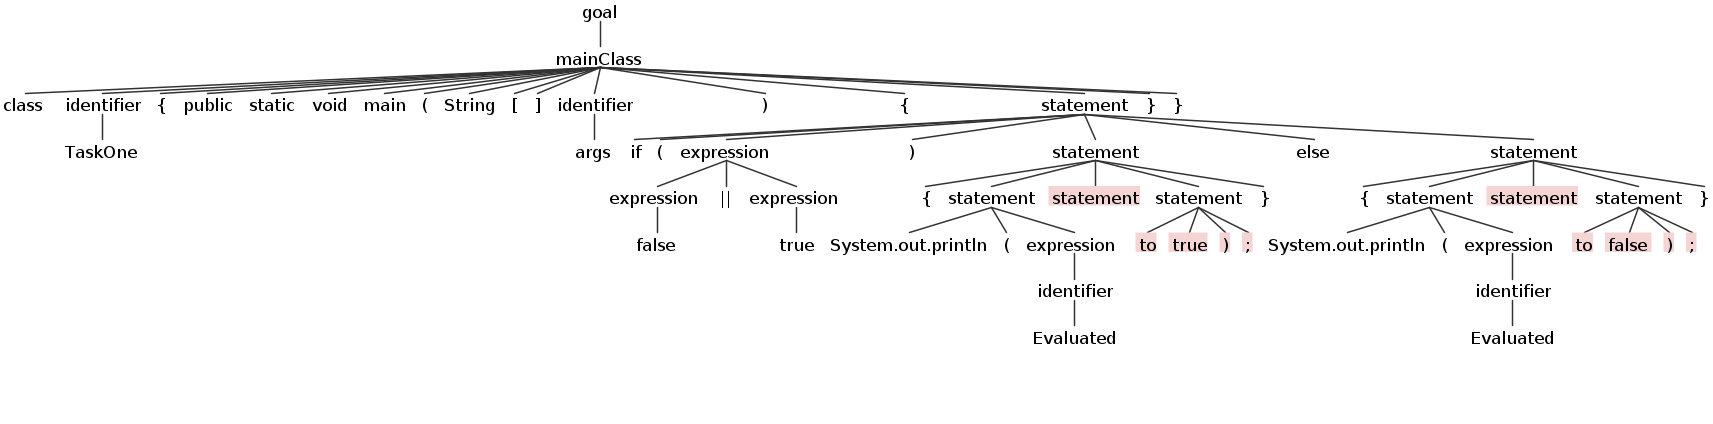 goal
mainClass
class identifier { public static void main ( String [ ] identifier ) { statement } }
TaskOne args if ( expression ) statement else statement
expression || expression { statement statement statement } { statement statement statement }
false true System.out.println ( expression to true ) ; System.out.println ( expression to false ) ;
identifier identifier
Evaluated Evaluated